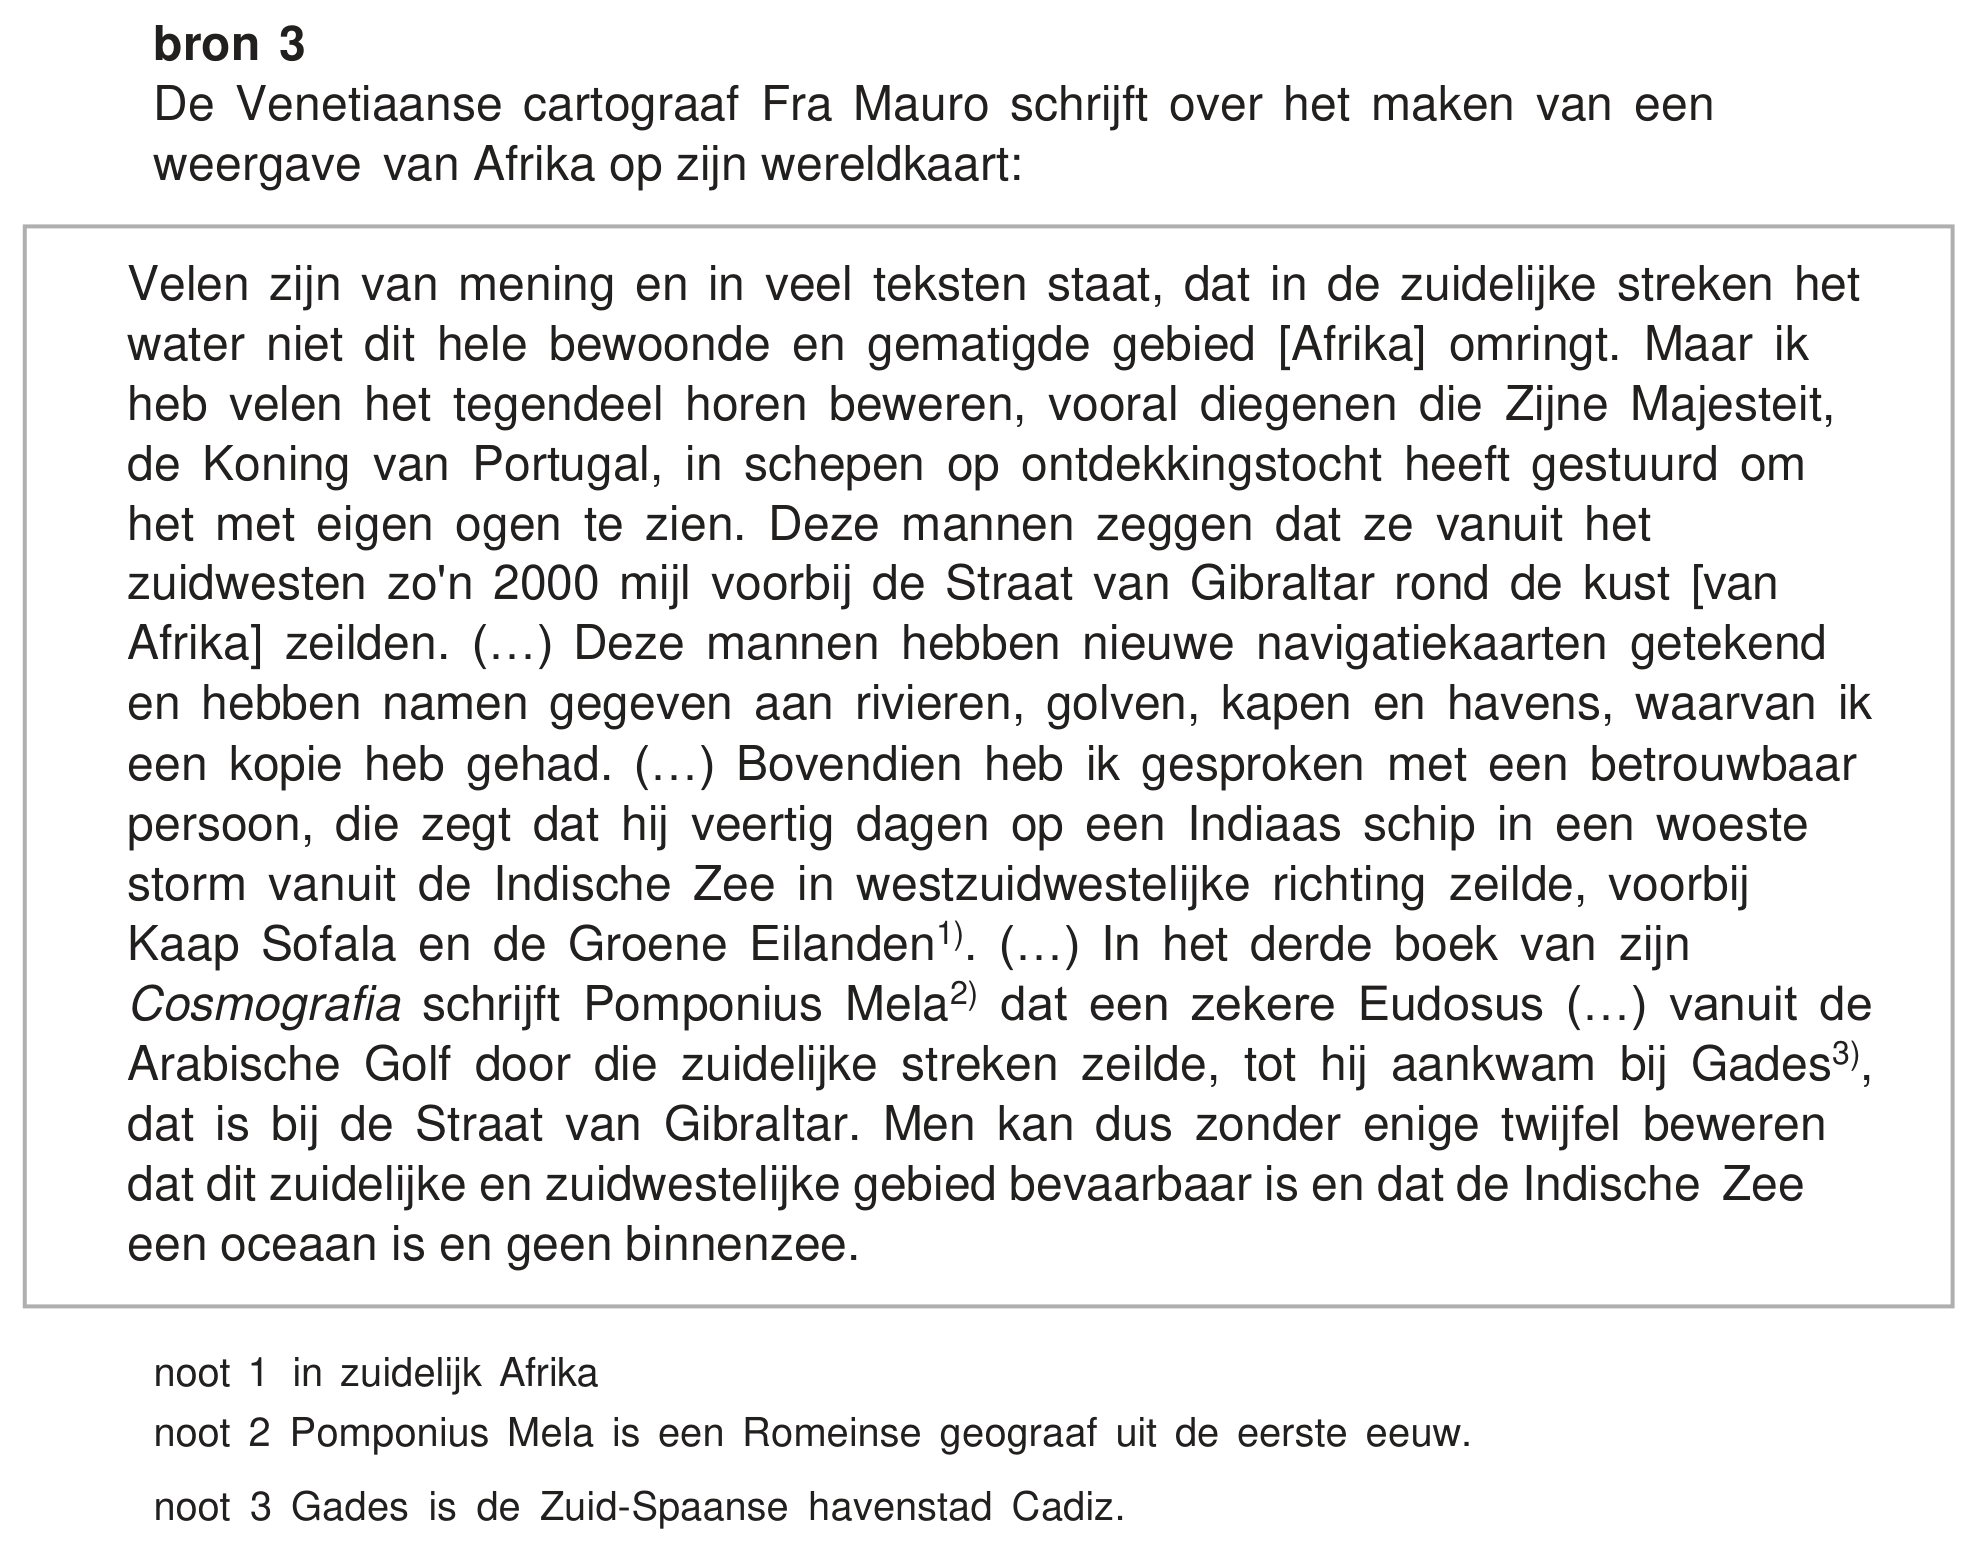 bron 3
De Venetiaanse cartograaf Fra Mauro schrijft over het maken van een
weergave van Afrika op zijn wereldkaart:
Velen zijn van mening en in veel teksten staat, dat in de zuidelijke streken het
water niet dit hele bewoonde en gematigde gebied [Afrika] omringt. Maar ik
heb velen het tegendeel horen beweren, vooral diegenen die Zijne Majesteit,
de Koning van Portugal, in schepen op ontdekkingstocht heeft gestuurd om
het met eigen ogen te zien. Deze mannen zeggen dat ze vanuit het
zuidwesten zo'n 2000 mijl voorbij de Straat van Gibraltar rond de kust [van
Afrika] zeilden. (…) Deze mannen hebben nieuwe navigatiekaarten getekend
en hebben namen gegeven aan rivieren, golven, kapen en havens, waarvan ik
een kopie heb gehad. (…) Bovendien heb ik gesproken met een betrouwbaar
persoon, die zegt dat hij veertig dagen op een Indiaas schip in een woeste
storm vanuit de Indische Zee in westzuidwestelijke richting zeilde, voorbij
Kaap Sofala en de Groene Eilanden1). (…) In het derde boek van zijn
Cosmografia schrijft Pomponius Mela2) dat een zekere Eudosus (…) vanuit de
Arabische Golf door die zuidelijke streken zeilde, tot hij aankwam bij Gades3),
dat is bij de Straat van Gibraltar. Men kan dus zonder enige twijfel beweren
dat dit zuidelijke en zuidwestelijke gebied bevaarbaar is en dat de Indische Zee
een oceaan is en geen binnenzee.
noot 1 in zuidelijk Afrika
noot 2 Pomponius Mela is een Romeinse geograaf uit de eerste eeuw.
noot 3 Gades is de Zuid-Spaanse havenstad Cadiz.